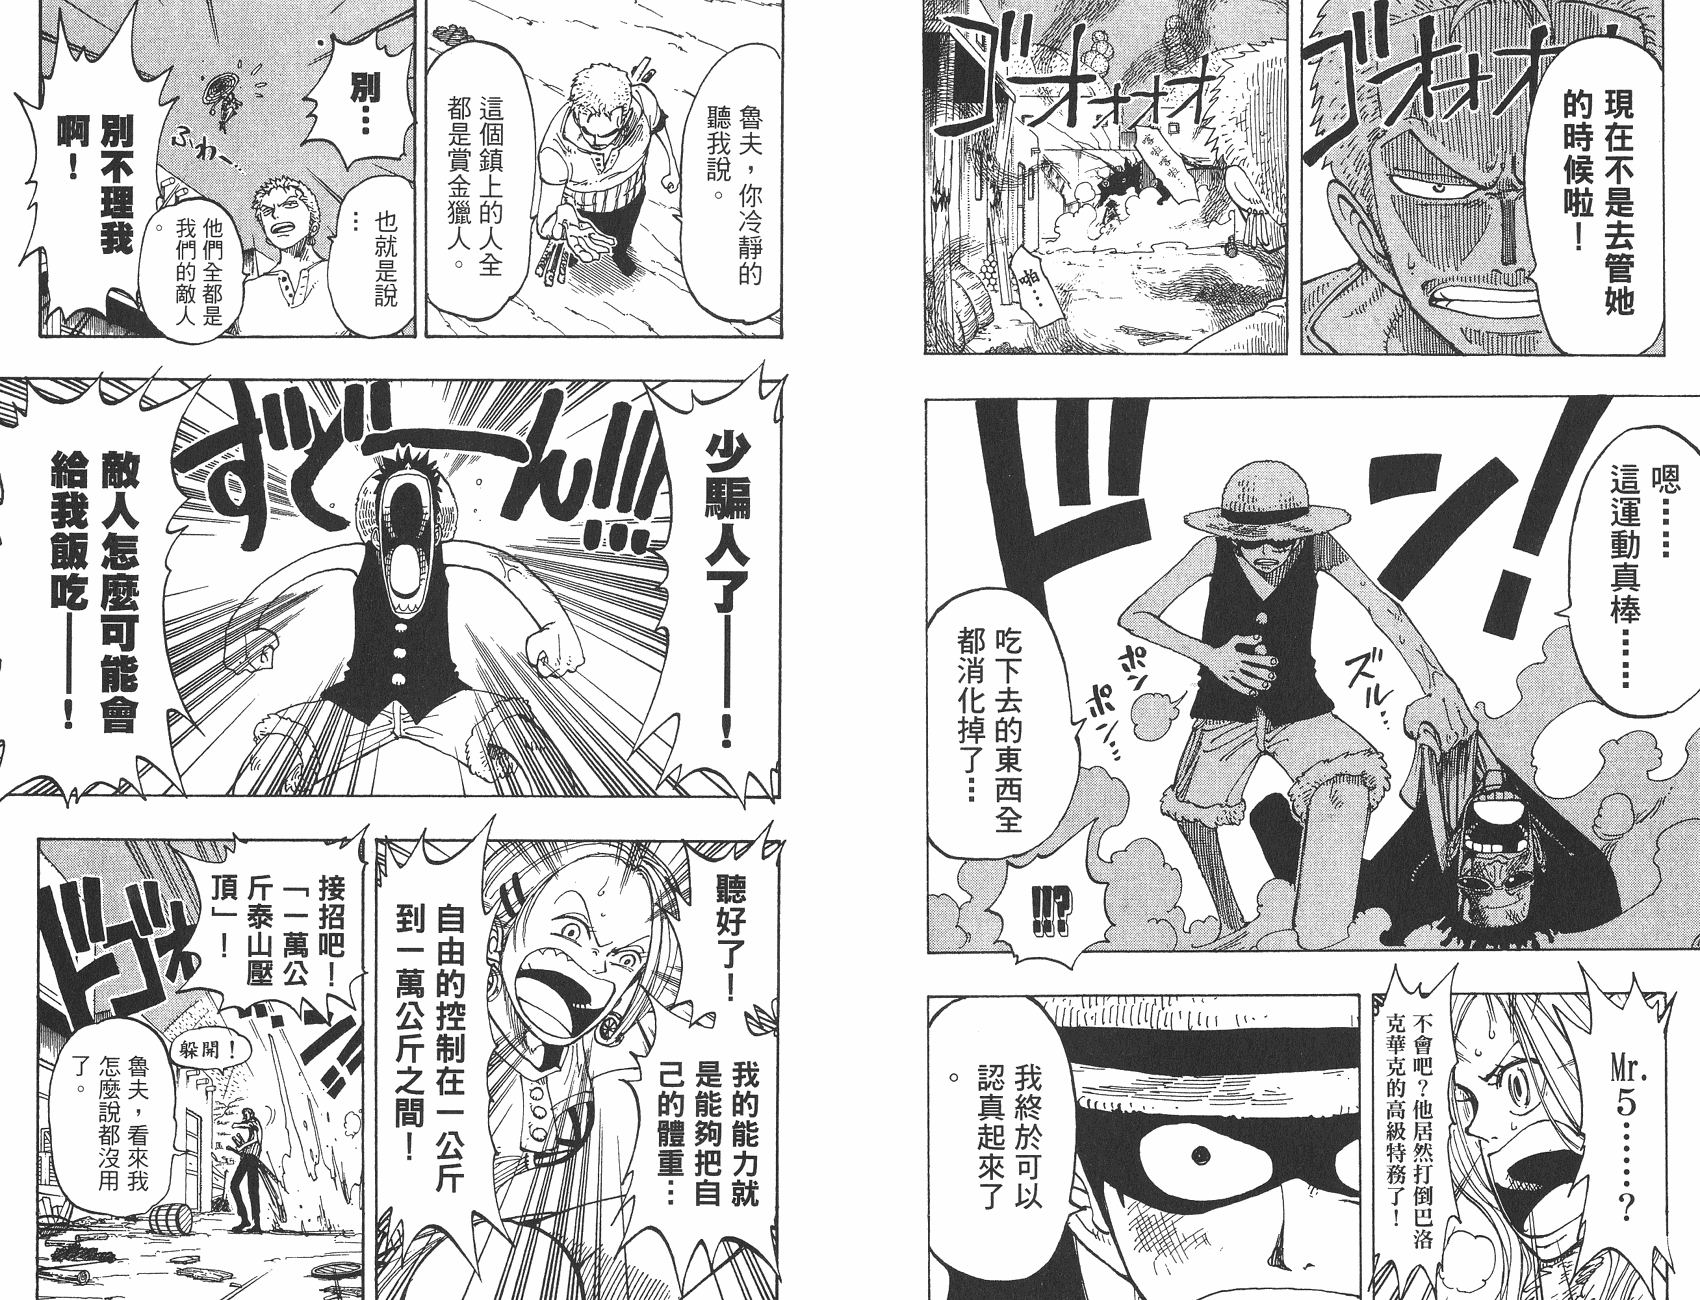 現在不是去管她
的時候啦！
ゴオオオオ
ゴオオオオ
啪…
嗯……
這運動真棒……
ドン！
吃下去的東西全
都消化掉了…
ポン
ポン…
ズル…
!!?
Mr.
5……？
不會吧？他居然打倒巴洛
克華克的高級特務了！
我終於可以
認真起來了
。
魯夫，你冷靜的
聽我說。
這個鎮上的人全
都是賞金獵人。
也就是說
…
他們全都是
我們的敵人
。
別…
別不理我
啊！
ふわー
少騙人了——！
敵人怎麼可能會
給我飯吃——！
ずどーん!!!
聽好了！
我的能力就
是能夠把自
己的體重…
自由的控制在一公斤
到一萬公斤之間！
接招吧！
「一萬公
斤泰山壓
頂」！
躲開！
魯夫，看來我
怎麼說都沒用
了。